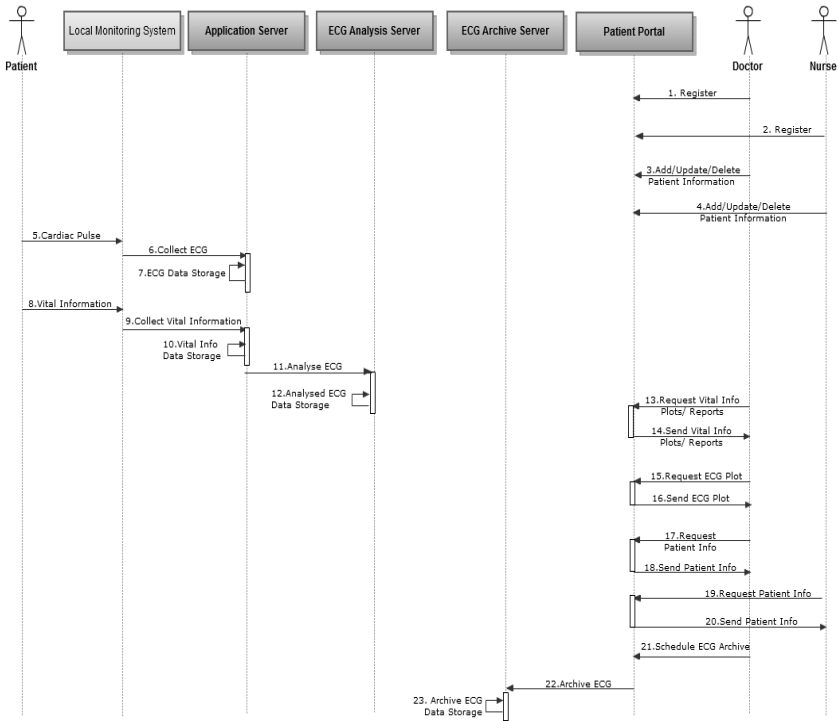 Local Monitoring System
Application Server
ECG Analysis Server
ECG Archive Server
Patient Portal
Patient
Doctor
Nurse
1. Register
2. Register
3.Add/Update/Delete
Patient Information
4.Add/Update/Delete
Patient Information
5.Cardiac Pulse
6.Collect ECG
7.ECG Data Storage
8.Vital Information
9.Collect Vital Information
10.Vital Info
Data Storage
11.Analyse ECG
12.Analysed ECG
Data Storage
13.Request Vital Info
Plots/ Reports
14.Send Vital Info
Plots/ Reports
15.Request ECG Plot
16.Send ECG Plot
17.Request
Patient Info
18.Send Patient Info
19.Request Patient Info
20.Send Patient Info
21.Schedule ECG Archive
22.Archive ECG
23. Archive ECG
Data Storage